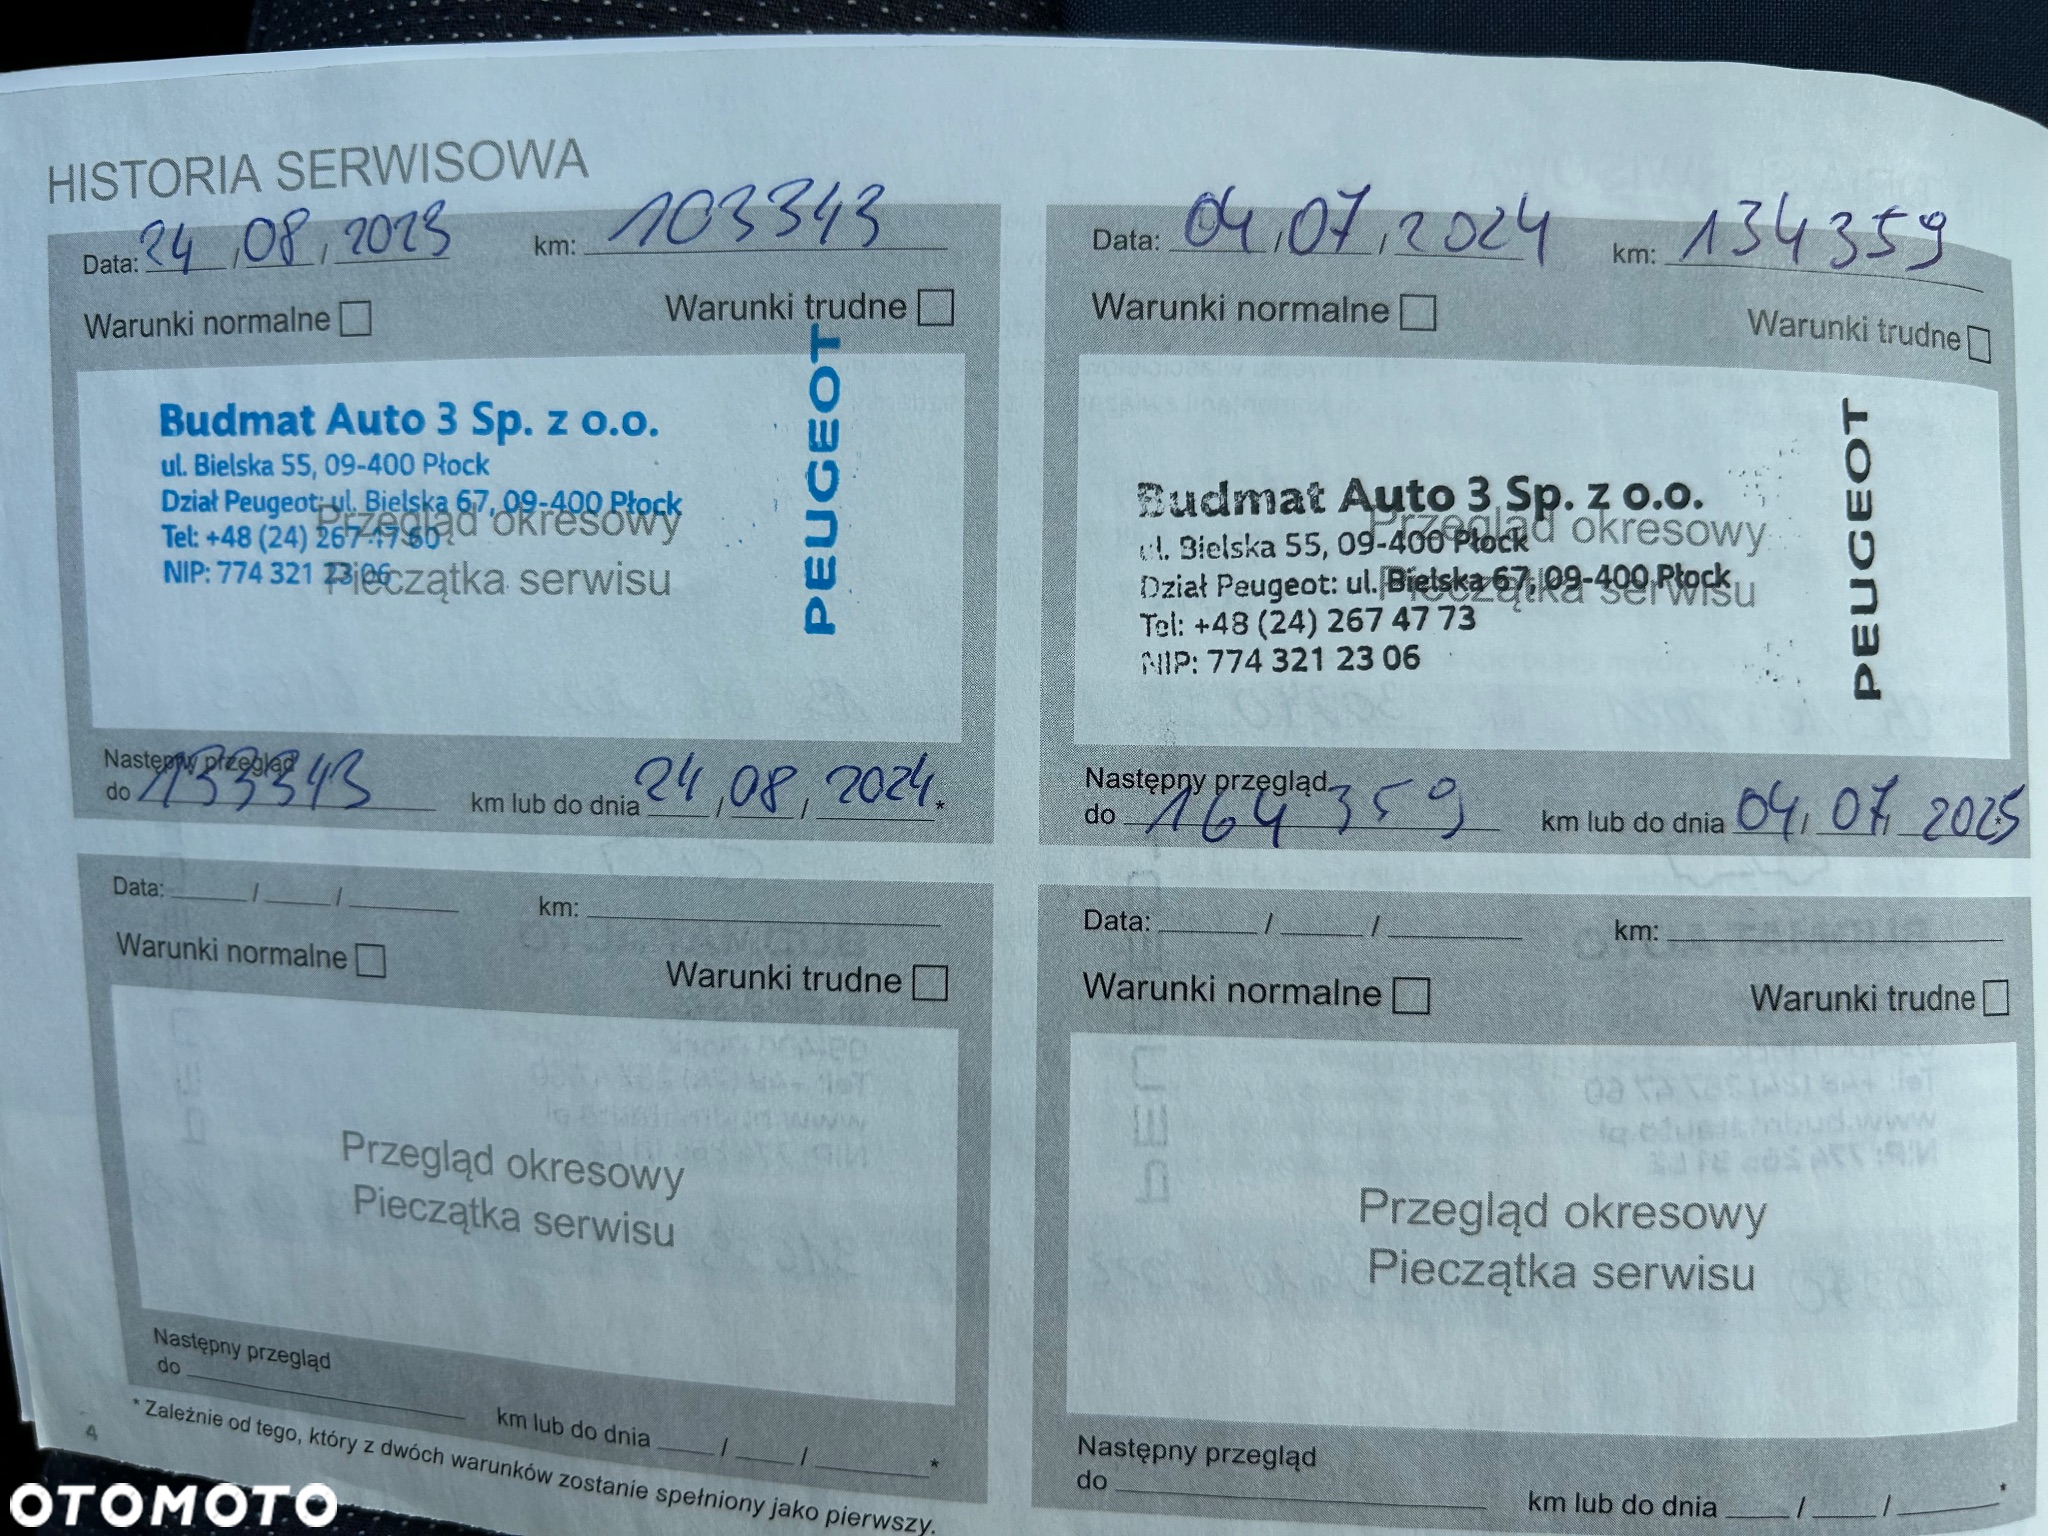 HISTORIA SERWISOWA
Data: 24 / 08 / 2023 km: 103343
Warunki normalne Warunki trudne
Budmat Auto 3 Sp. z o.o.
ul. Bielska 55, 09-400 Płock
Dział Peugeot: ul. Bielska 67, 09-400 Płock
Tel: +48 (24) 267 47 60
NIP: 774 321 23 06
PEUGEOT
Przegląd okresowy
Pieczątka serwisu
Następny przegląd
do 133343 km lub do dnia 24 / 08 / 2024 *
Data: 04 / 07 / 2024 km: 134359
Warunki normalne Warunki trudne
Budmat Auto 3 Sp. z o.o.
ul. Bielska 55, 09-400 Płock
Dział Peugeot: ul. Bielska 67, 09-400 Płock
Tel: +48 (24) 267 47 73
NIP: 774 321 23 06
PEUGEOT
Przegląd okresowy
Pieczątka serwisu
Następny przegląd
do 164359 km lub do dnia 04 / 07 / 2025 *
Data: / / km:
Warunki normalne Warunki trudne
Przegląd okresowy
Pieczątka serwisu
Następny przegląd
do km lub do dnia / / *
Data: / / km:
Warunki normalne Warunki trudne
Przegląd okresowy
Pieczątka serwisu
Następny przegląd
do km lub do dnia / / *
* Zależnie od tego, który z dwóch warunków zostanie spełniony jako pierwszy.
4
OTOMOTO